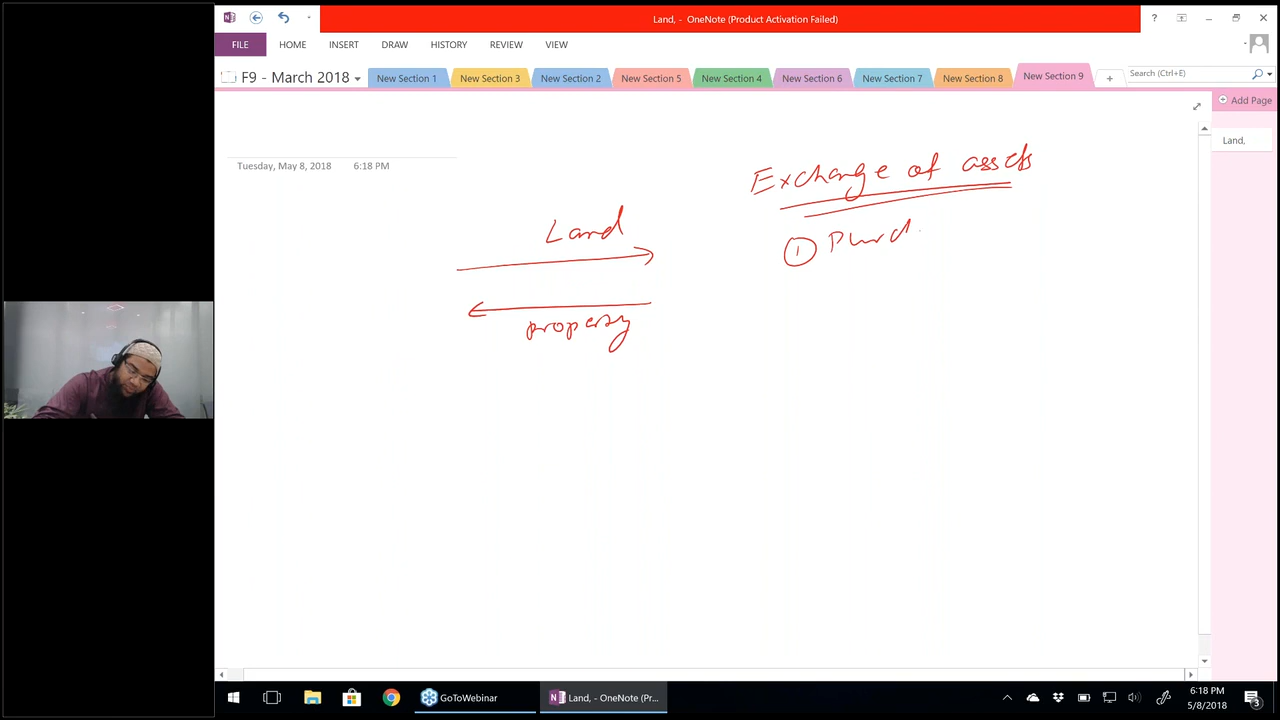 Land, - OneNote (Product Activation Failed)
FILE HOME INSERT DRAW HISTORY REVIEW VIEW
F9 - March 2018 New Section 1 New Section 3 New Section 2 New Section 5 New Section 4 New Section 6 New Section 7 New Section 8 New Section 9 Search (Ctrl+E)
Add Page
Land,
Tuesday, May 8, 2018 6:18 PM
Exchange of assets
Land
① 
property
GoToWebinar Land, - OneNote (Pr... 6:18 PM
5/8/2018 3